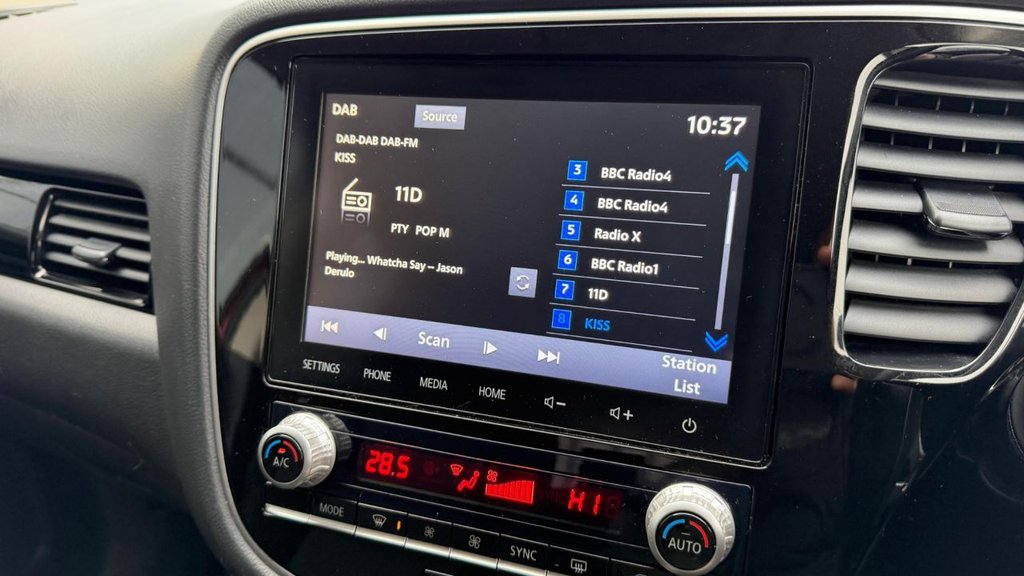 DAB
Source
10:37
DAB-DAB DAB-FM
KISS
11D
PTY POP M
Playing... Whatcha Say – Jason
Derulo
3 BBC Radio4
4 BBC Radio4
5 Radio X
6 BBC Radio1
7 11D
8 KISS
Scan
Station
List
SETTINGS
PHONE
MEDIA
HOME
A/C
28.5
HI
AUTO
MODE
SYNC